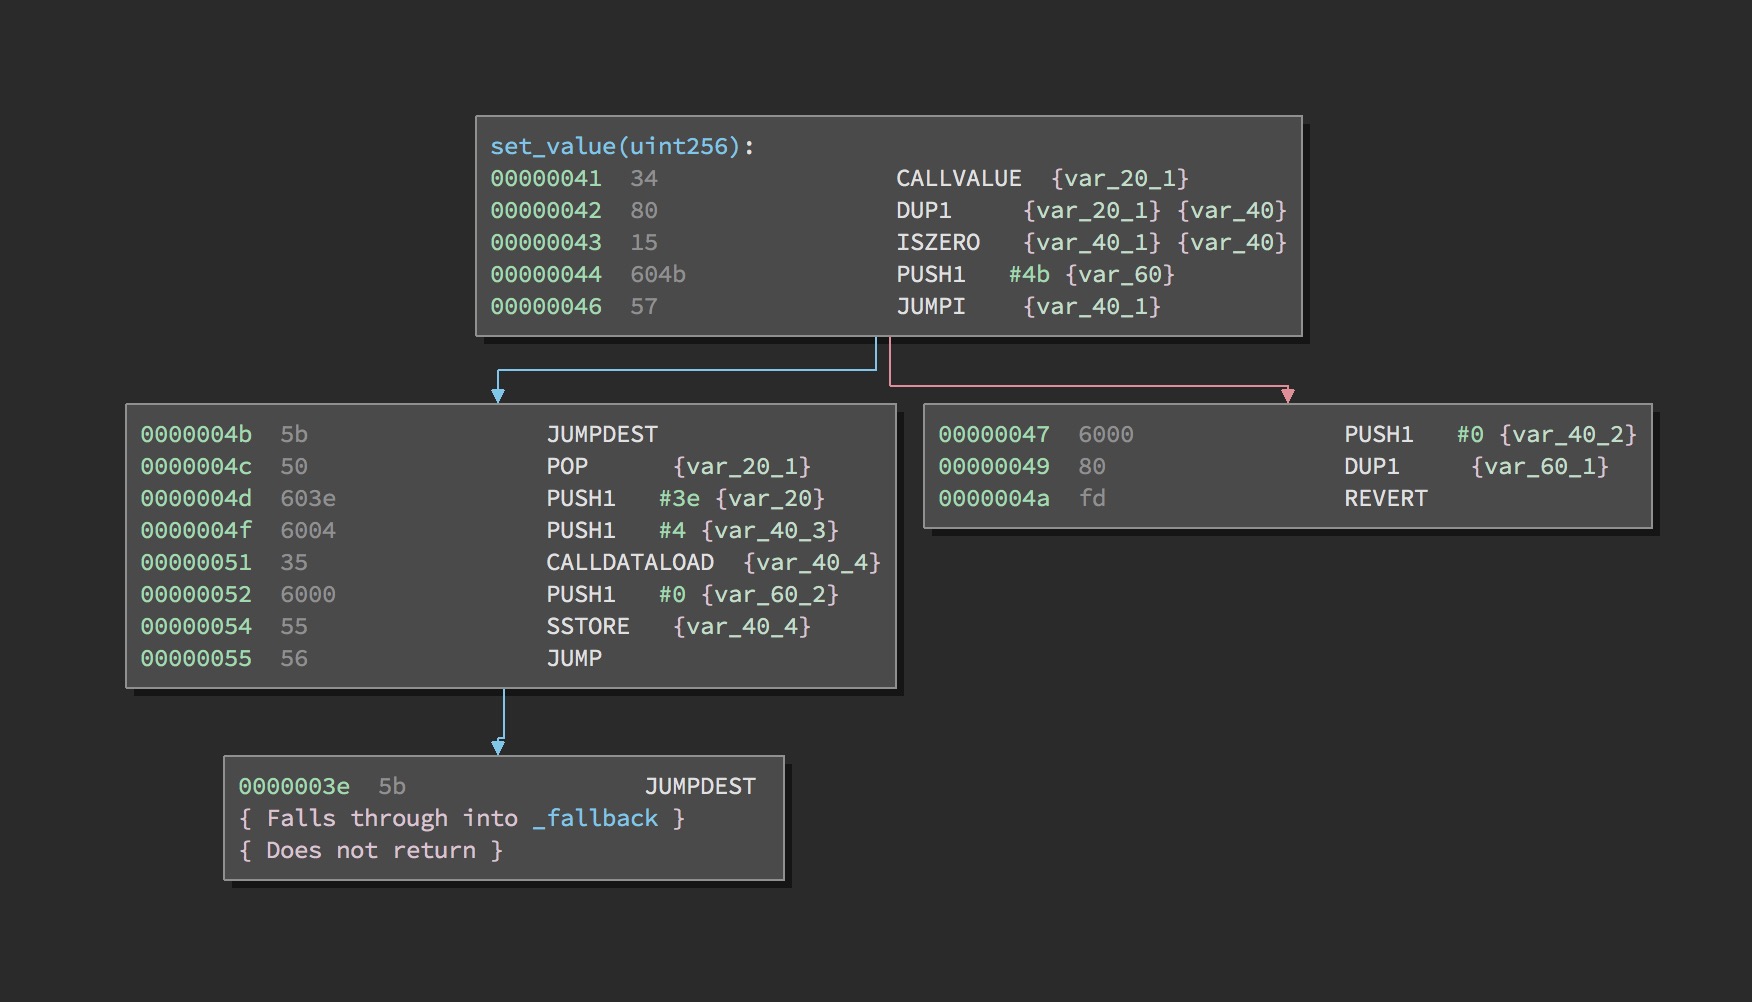 set_value(uint256):
00000041 34 CALLVALUE {var_20_1}
00000042 80 DUP1 {var_20_1} {var_40}
00000043 15 ISZERO {var_40_1} {var_40}
00000044 604b PUSH1 #4b {var_60}
00000046 57 JUMPI {var_40_1}
0000004b 5b JUMPDEST
0000004c 50 POP {var_20_1}
0000004d 603e PUSH1 #3e {var_20}
0000004f 6004 PUSH1 #4 {var_40_3}
00000051 35 CALLDATALOAD {var_40_4}
00000052 6000 PUSH1 #0 {var_60_2}
00000054 55 SSTORE {var_40_4}
00000055 56 JUMP
00000047 6000 PUSH1 #0 {var_40_2}
00000049 80 DUP1 {var_60_1}
0000004a fd REVERT
0000003e 5b JUMPDEST
{ Falls through into _fallback }
{ Does not return }